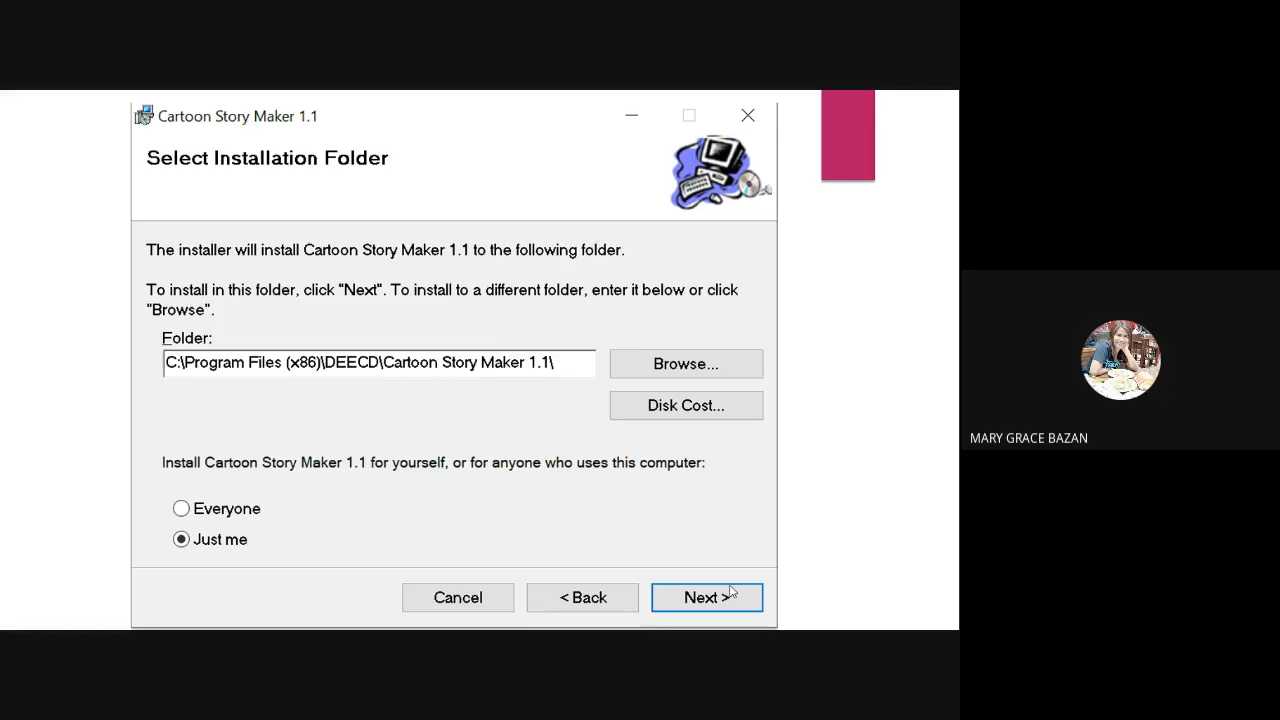 Cartoon Story Maker 1.1
Select Installation Folder
The installer will install Cartoon Story Maker 1.1 to the following folder.
To install in this folder, click "Next". To install to a different folder, enter it below or click
"Browse".
Folder:
C:\Program Files (x86)\DEECD\Cartoon Story Maker 1.1\
Browse...
Disk Cost...
Install Cartoon Story Maker 1.1 for yourself, or for anyone who uses this computer:
Everyone
Just me
Cancel
< Back
Next >
MARY GRACE BAZAN